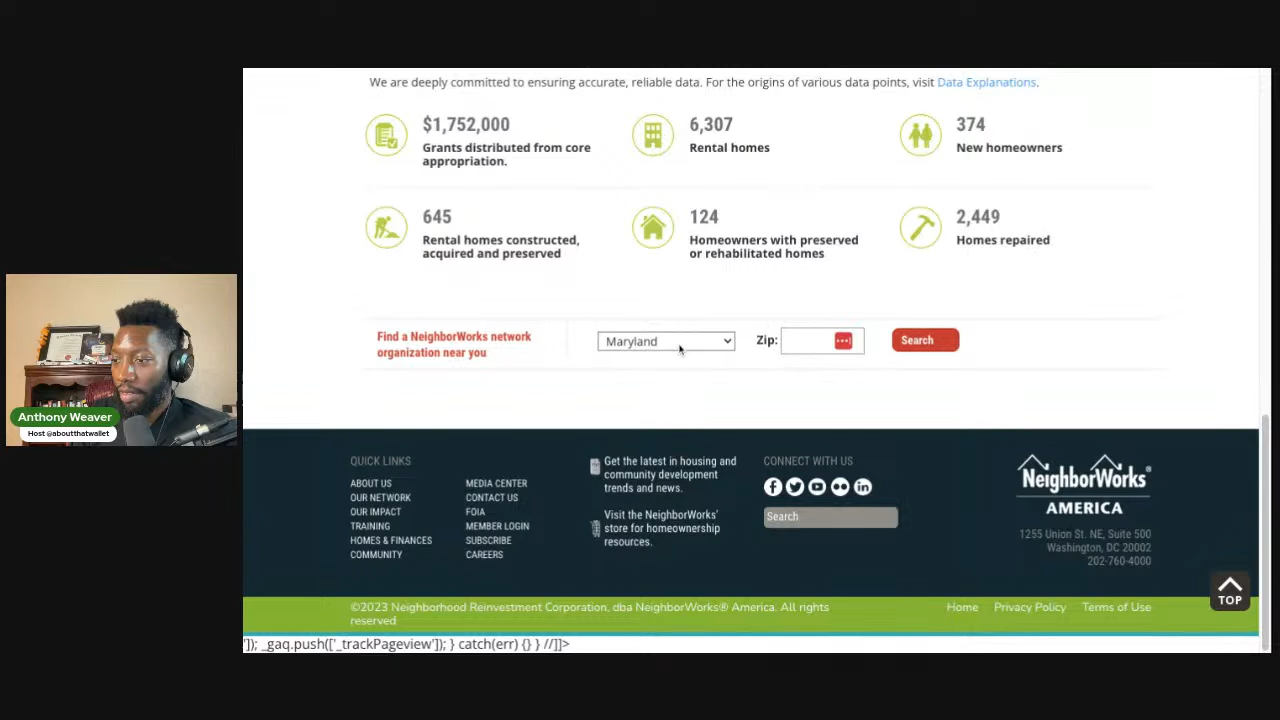 We are deeply committed to ensuring accurate, reliable data. For the origins of various data points, visit Data Explanations.
$1,752,000
Grants distributed from core
appropriation.
6,307
Rental homes
374
New homeowners
645
Rental homes constructed,
acquired and preserved
124
Homeowners with preserved
or rehabilitated homes
2,449
Homes repaired
Find a NeighborWorks network
organization near you
Maryland
Zip:
Search
Anthony Weaver
Host @aboutthatwallet
QUICK LINKS
ABOUT US
OUR NETWORK
OUR IMPACT
TRAINING
HOMES & FINANCES
COMMUNITY
MEDIA CENTER
CONTACT US
FOIA
MEMBER LOGIN
SUBSCRIBE
CAREERS
Get the latest in housing and
community development
trends and news.
Visit the NeighborWorks'
store for homeownership
resources.
CONNECT WITH US
Search
NeighborWorks®
AMERICA
1255 Union St. NE, Suite 500
Washington, DC 20002
202-760-4000
TOP
©2023 Neighborhood Reinvestment Corporation, dba NeighborWorks® America. All rights
reserved
Home Privacy Policy Terms of Use
']); _gaq.push(['_trackPageview']); } catch(err) {} } //]]>